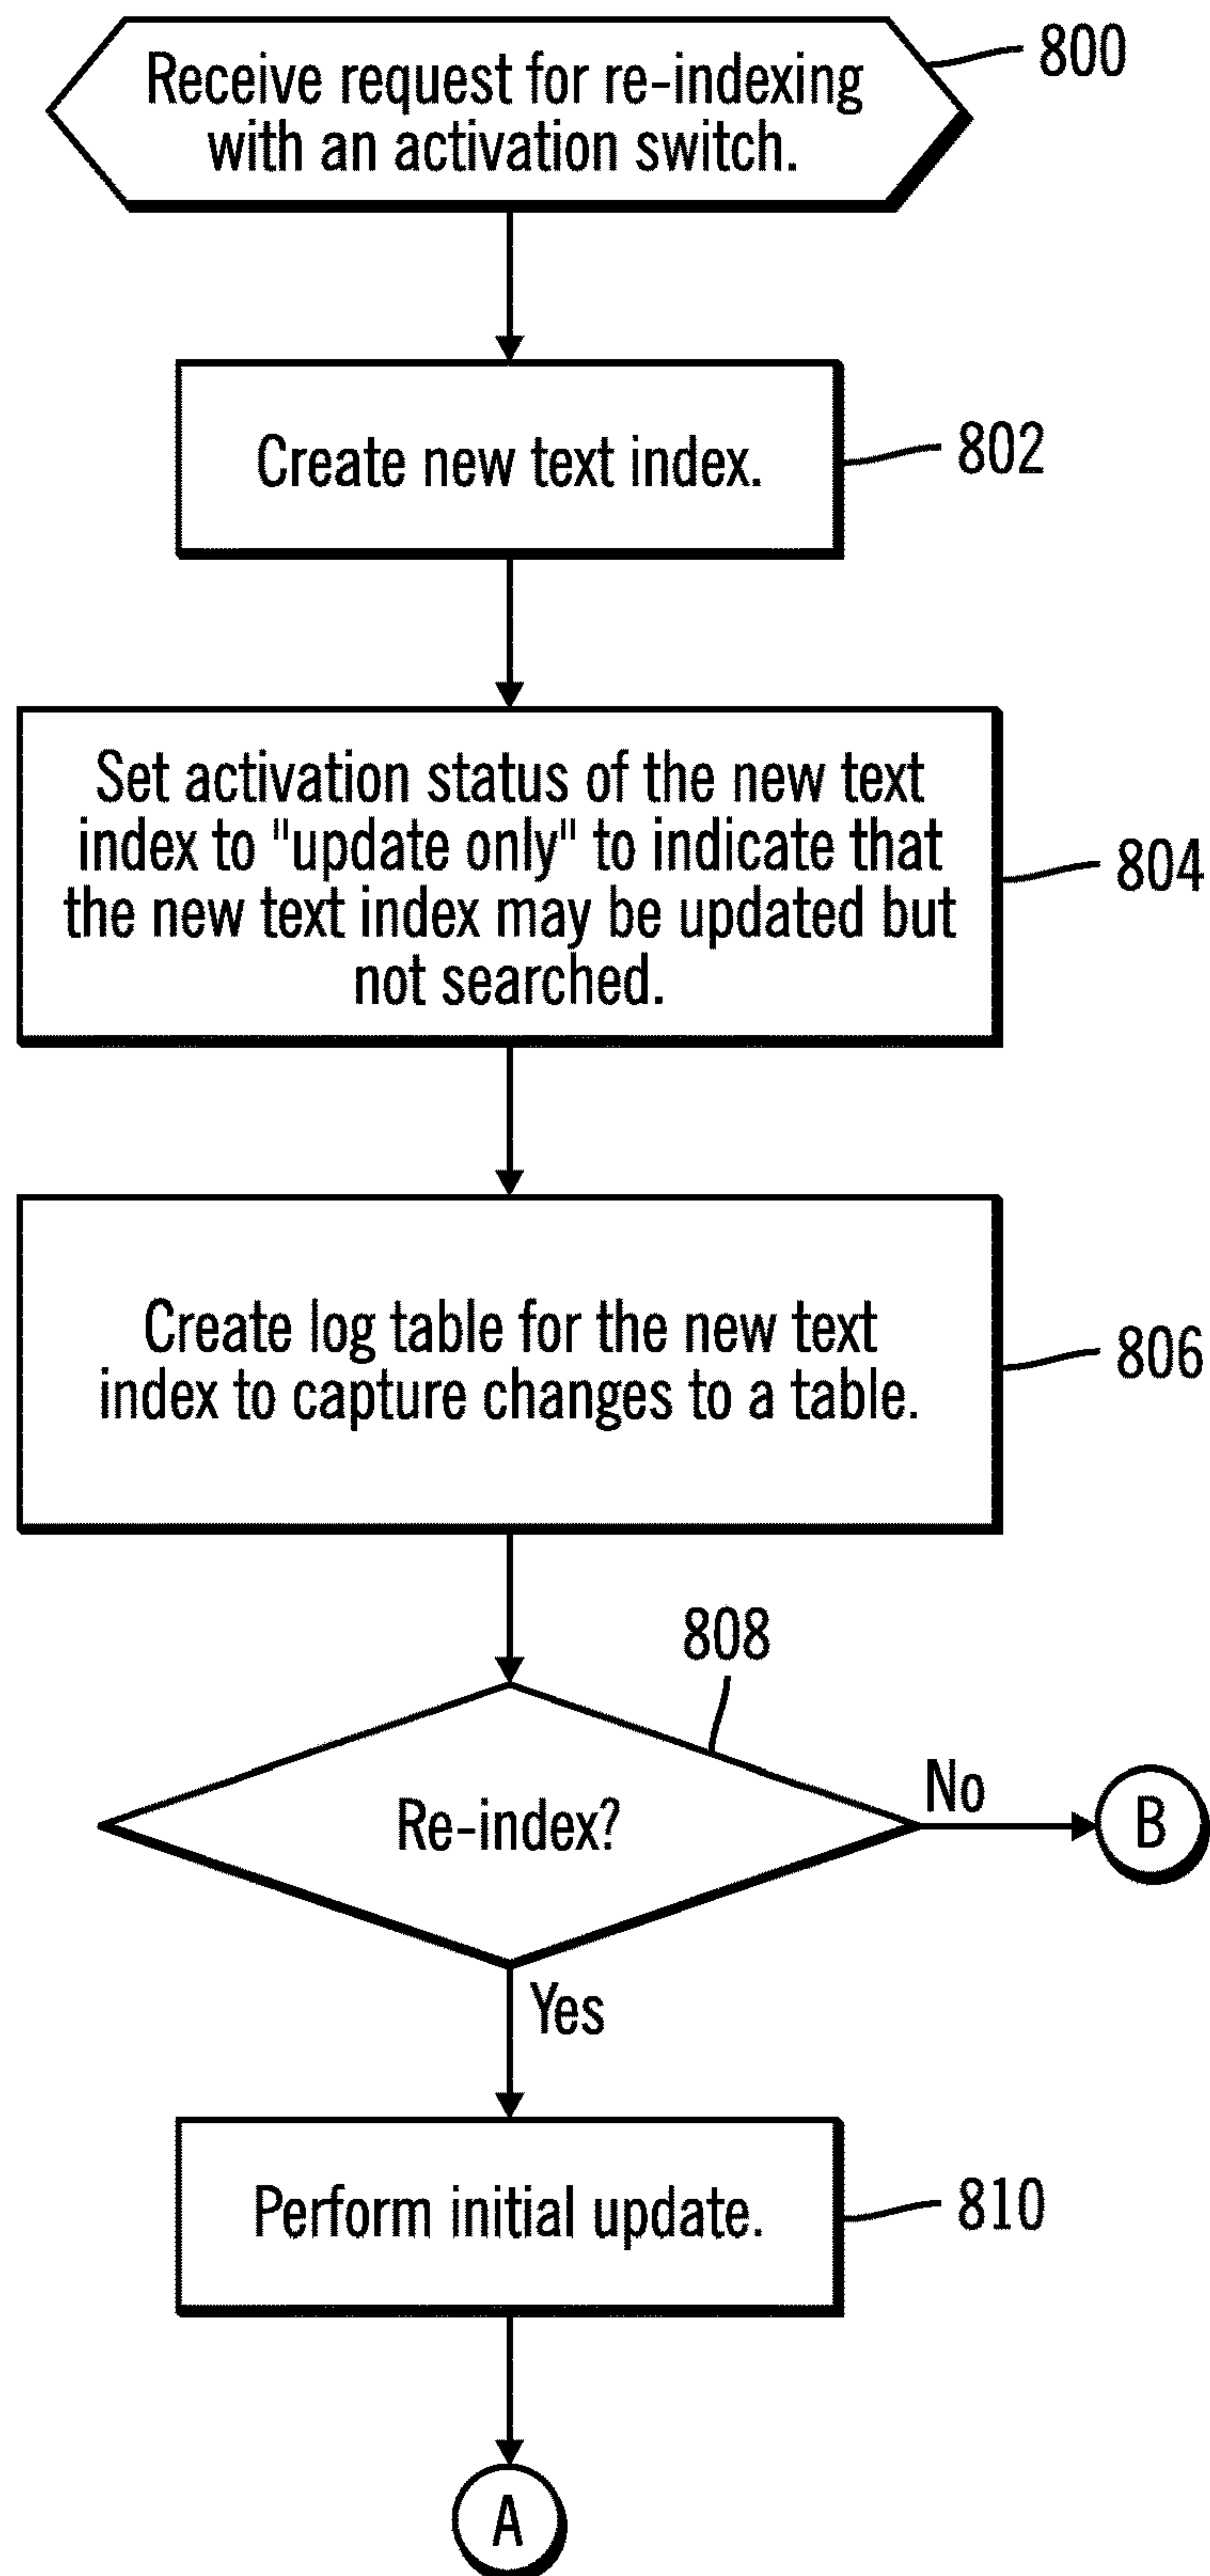 Receive request for re-indexing
with an activation switch.
800
Create new text index.
802
Set activation status of the new text
index to "update only" to indicate that
the new text index may be updated but
not searched.
804
Create log table for the new text
index to capture changes to a table.
806
808
Re-index?
No
B
Yes
Perform initial update.
810
A